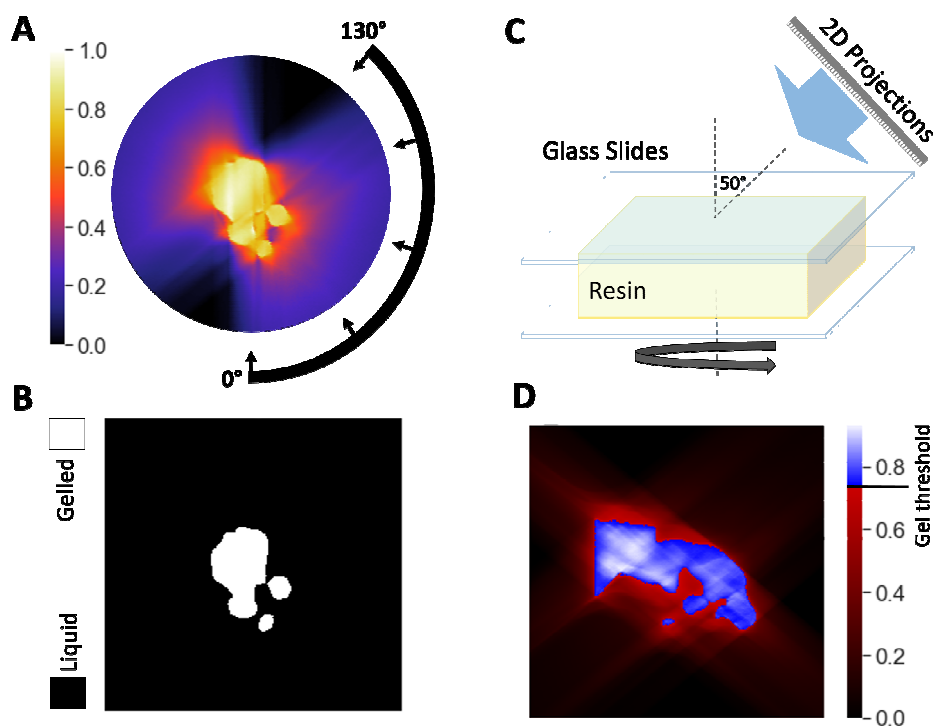 A
1.0
0.8
0.6
0.4
0.2
0.0
130°
0°
B
Gelled
Liquid
C
2D Projections
Glass Slides
50°
Resin
D
0.8
0.6
0.4
0.2
0.0
Gel threshold